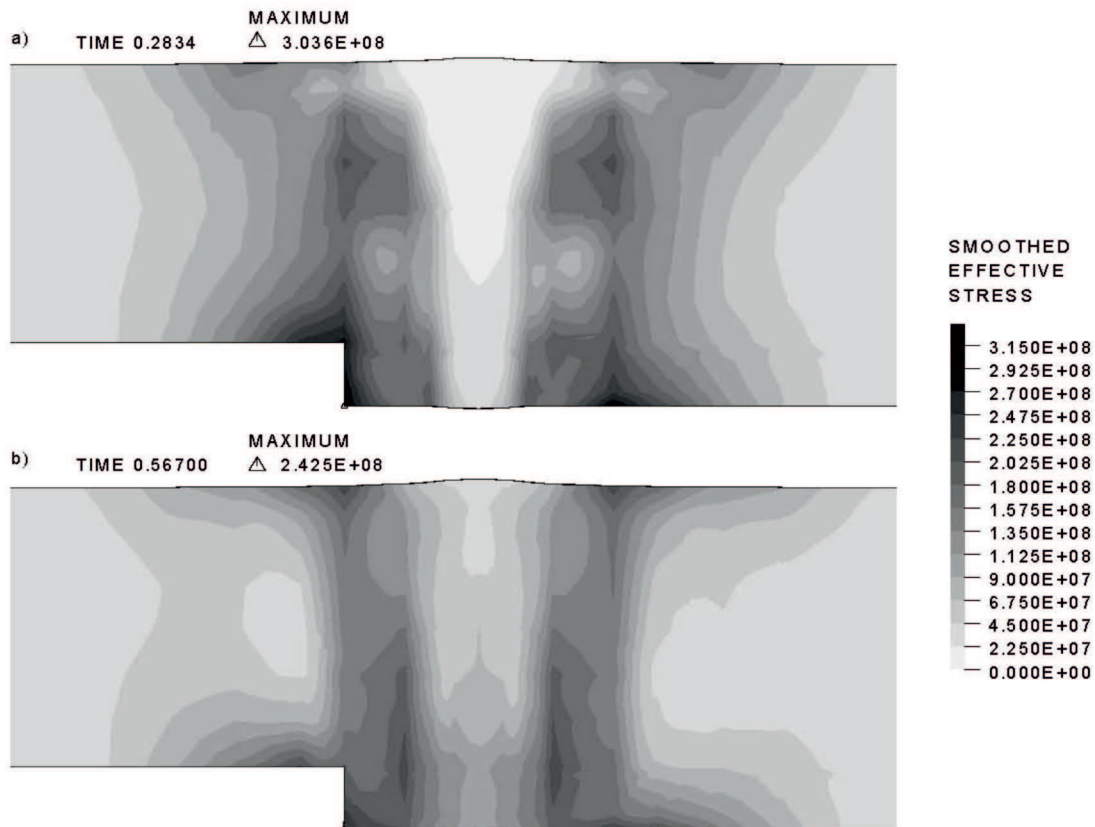 MAXIMUM
a) TIME 0.2834 △ 3.036E+08
MAXIMUM
b) TIME 0.56700 △ 2.425E+08
SMOOTHED
EFFECTIVE
STRESS
3.150E+08
2.925E+08
2.700E+08
2.475E+08
2.250E+08
2.025E+08
1.800E+08
1.575E+08
1.350E+08
1.125E+08
9.000E+07
6.750E+07
4.500E+07
2.250E+07
0.000E+00